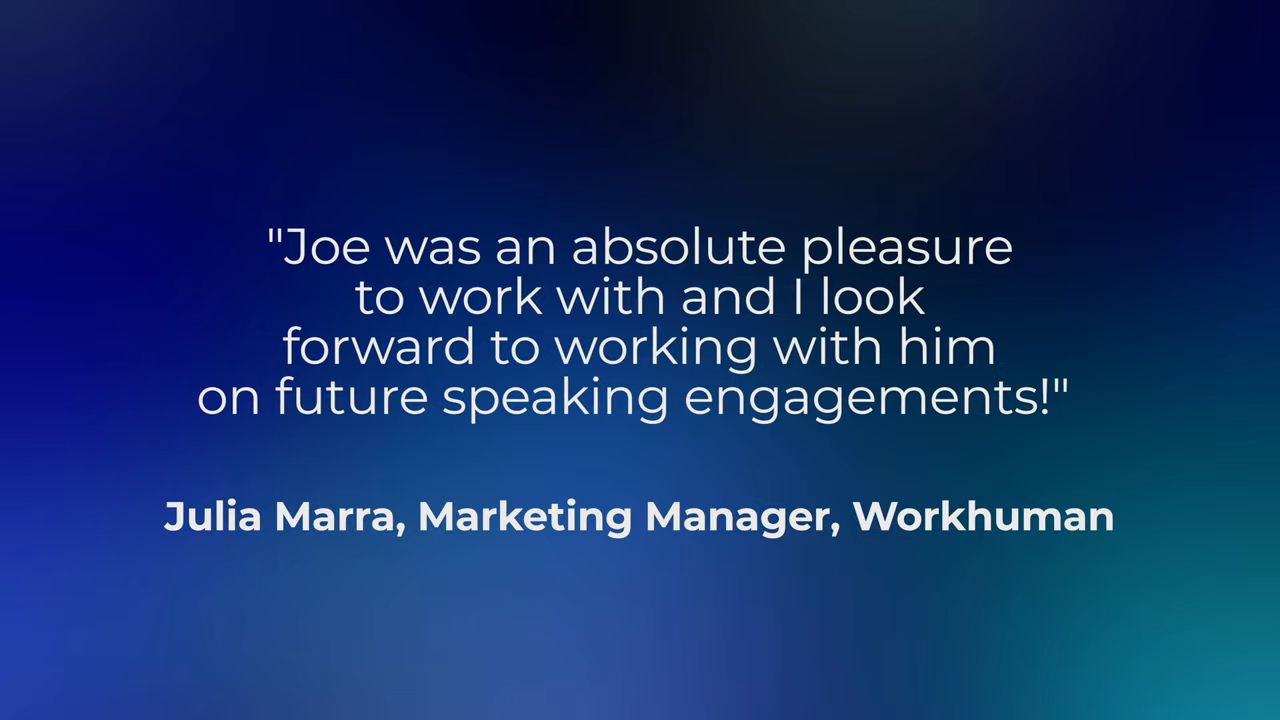 "Joe was an absolute pleasure
to work with and I look
forward to working with him
on future speaking engagements!"
Julia Marra, Marketing Manager, Workhuman